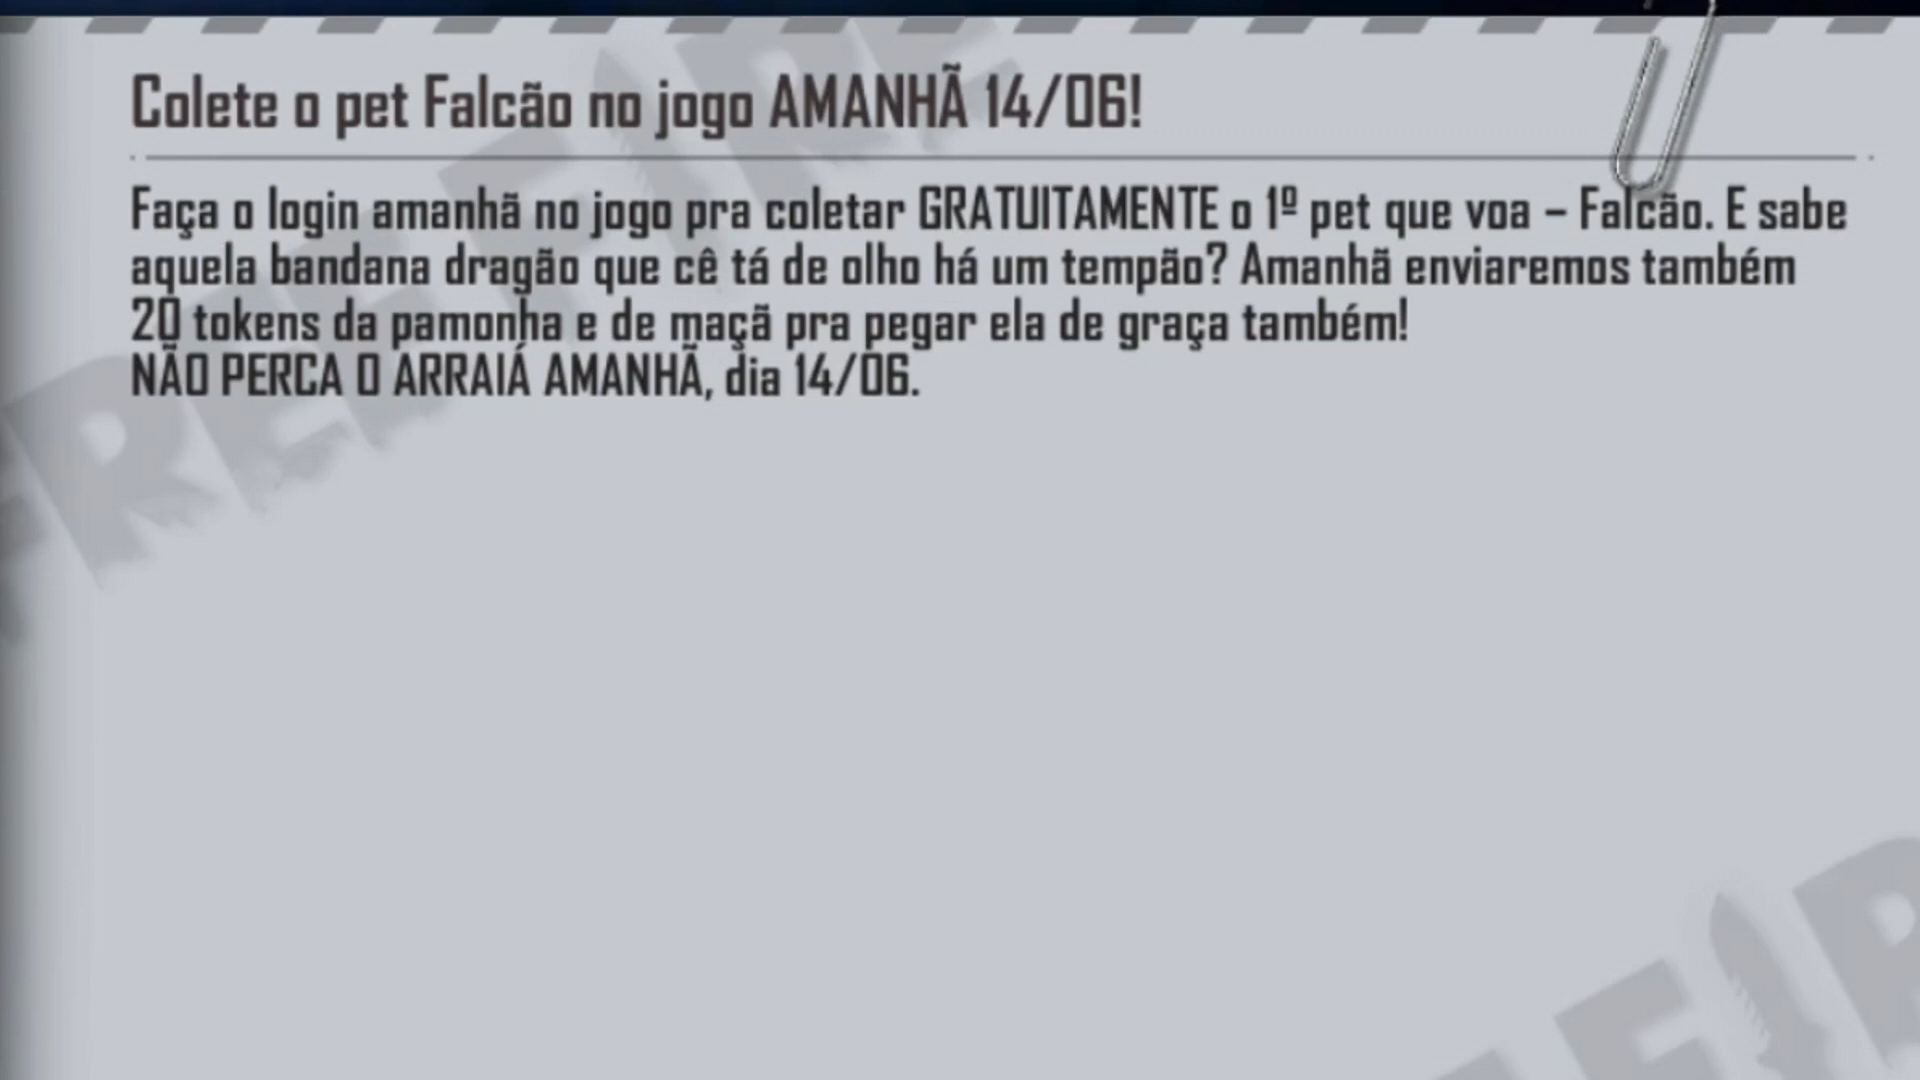 Colete o pet Falcão no jogo AMANHÃ 14/06!
Faça o login amanhã no jogo pra coletar GRATUITAMENTE o 1º pet que voa – Falcão. E sabe
aquela bandana dragão que cê tá de olho há um tempão? Amanhã enviaremos também
20 tokens da pamonha e de maçã pra pegar ela de graça também!
NÃO PERCA O ARRAIÁ AMANHÃ, dia 14/06.
FREE FIRE